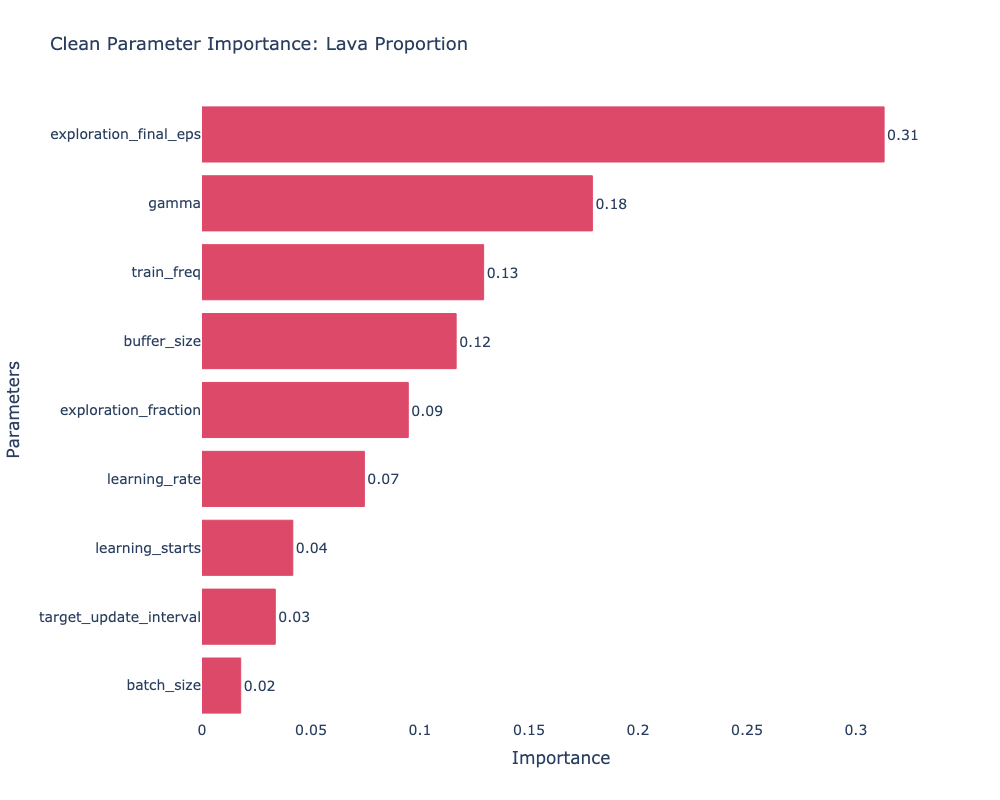 Clean Parameter Importance: Lava Proportion
exploration_final_eps 0.31
gamma 0.18
train_freq 0.13
buffer_size 0.12
exploration_fraction 0.09
learning_rate 0.07
learning_starts 0.04
target_update_interval 0.03
batch_size 0.02
0 0.05 0.1 0.15 0.2 0.25 0.3
Importance
Parameters